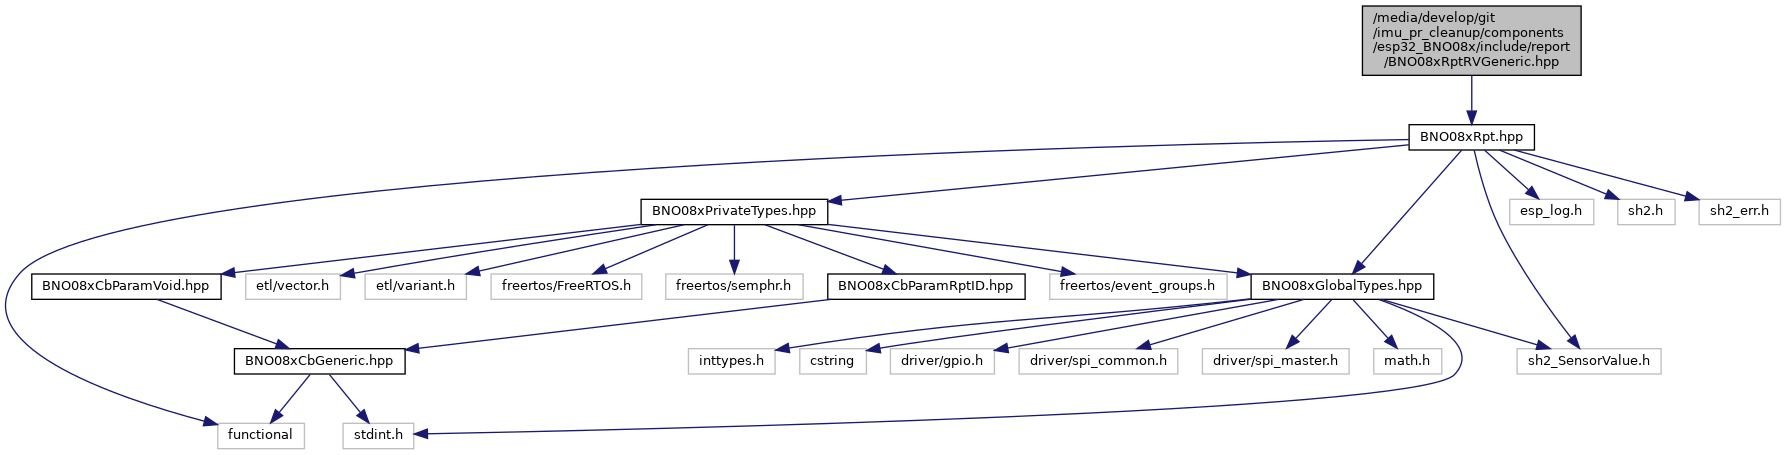 /media/develop/git
/imu_pr_cleanup/components
/esp32_BNO08x/include/report
/BNO08xRptRVGeneric.hpp
BNO08xRpt.hpp
BNO08xPrivateTypes.hpp
esp_log.h
sh2.h
sh2_err.h
BNO08xCbParamVoid.hpp
etl/vector.h
etl/variant.h
freertos/FreeRTOS.h
freertos/semphr.h
BNO08xCbParamRptID.hpp
freertos/event_groups.h
BNO08xGlobalTypes.hpp
BNO08xCbGeneric.hpp
inttypes.h
cstring
driver/gpio.h
driver/spi_common.h
driver/spi_master.h
math.h
sh2_SensorValue.h
functional
stdint.h